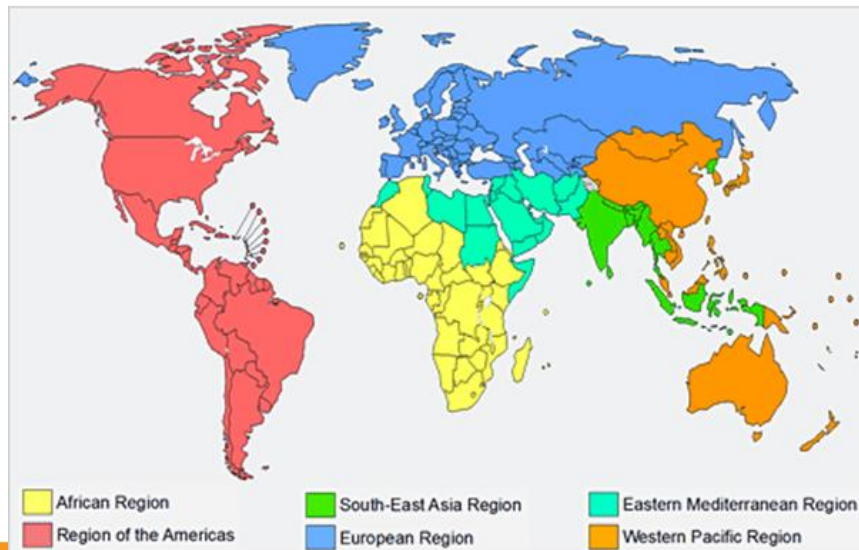 African Region
Region of the Americas
South-East Asia Region
European Region
Eastern Mediterranean Region
Western Pacific Region